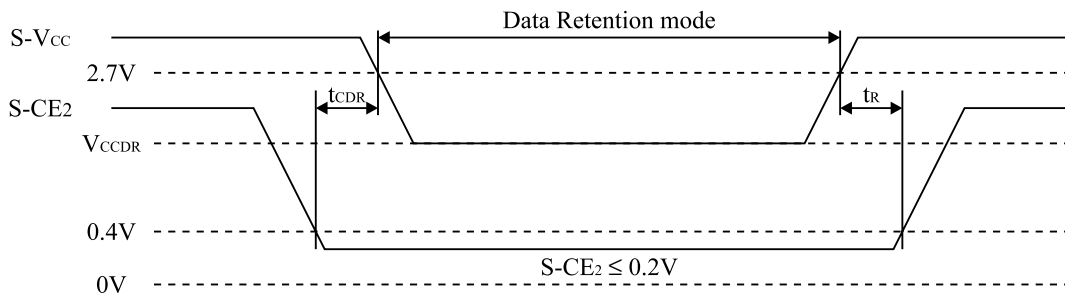 Data Retention mode
S-VCC
2.7V
tCDR
tR
S-CE2
VCCDR
0.4V
S-CE2 ≤ 0.2V
0V